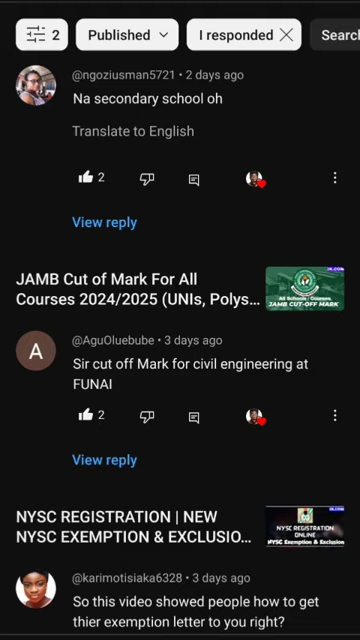 2
Published
I responded
Search
@ngoziusman5721 • 2 days ago
Na secondary school oh
Translate to English
2
View reply
JAMB Cut of Mark For All
Courses 2024/2025 (UNIs, Polys...
All Schools / Courses
JAMB CUT-OFF MARK
A
@AguOluebube • 3 days ago
Sir cut off Mark for civil engineering at
FUNAI
2
View reply
NYSC REGISTRATION | NEW
NYSC EXEMPTION & EXCLUSIO...
NYSC REGISTRATION
ONLINE
NYSC Exemption & Exclusion
@karimotisiaka6328 • 3 days ago
So this video showed people how to get
thier exemption letter to you right?